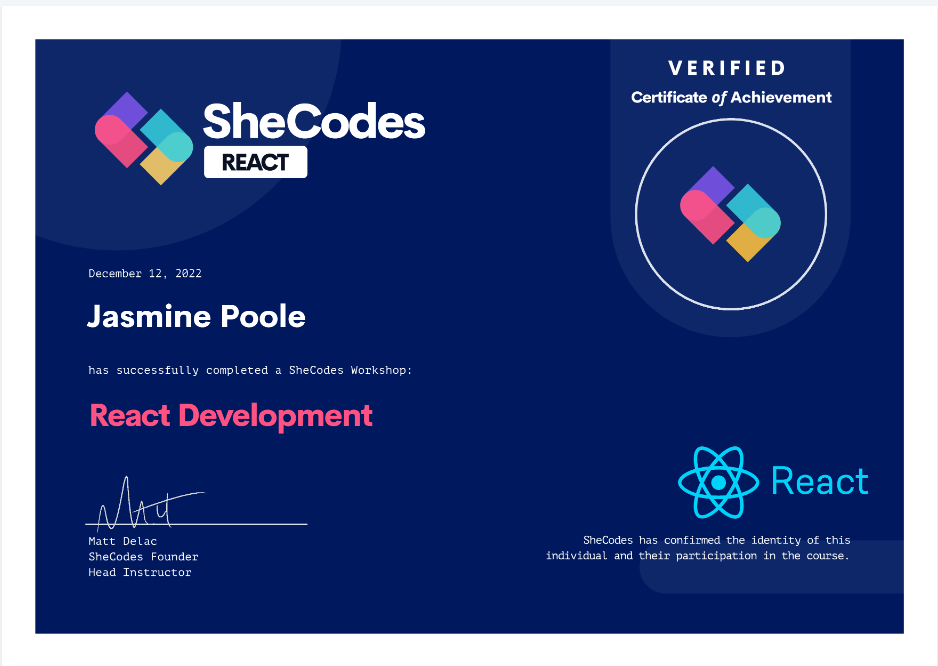 SheCodes
REACT
VERIFIED
Certificate of Achievement
December 12, 2022
Jasmine Poole
has successfully completed a SheCodes Workshop:
React Development
Matt Delac
SheCodes Founder
Head Instructor
React
SheCodes has confirmed the identity of this
individual and their participation in the course.